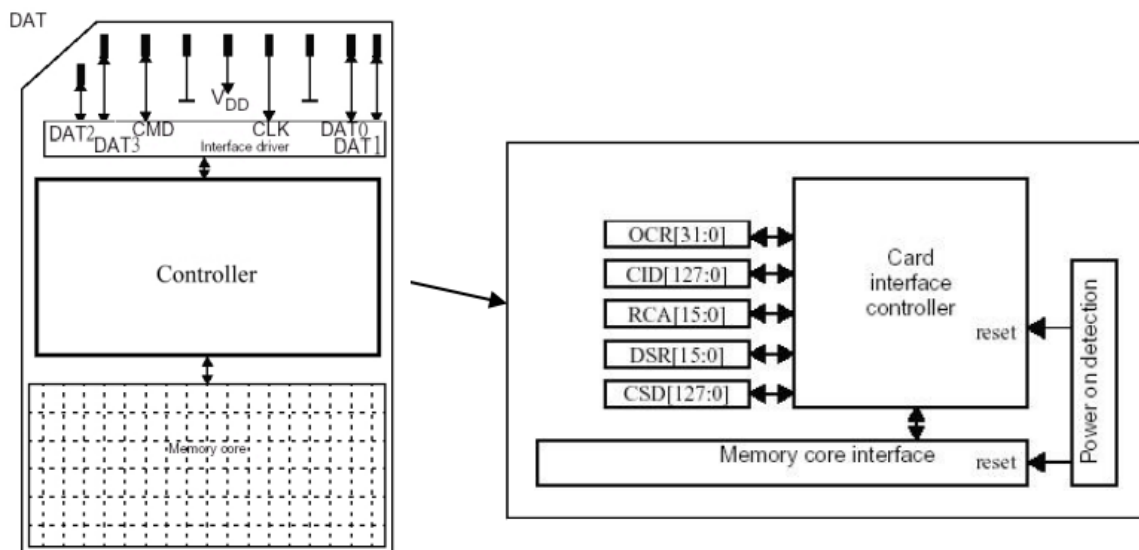 DAT
V_DD
DAT2
DAT3
CMD
CLK
DAT0
DAT1
Interface driver
Controller
Memory core
OCR[31:0]
CID[127:0]
RCA[15:0]
DSR[15:0]
CSD[127:0]
Card
interface
controller
reset
Memory core interface
reset
Power on detection